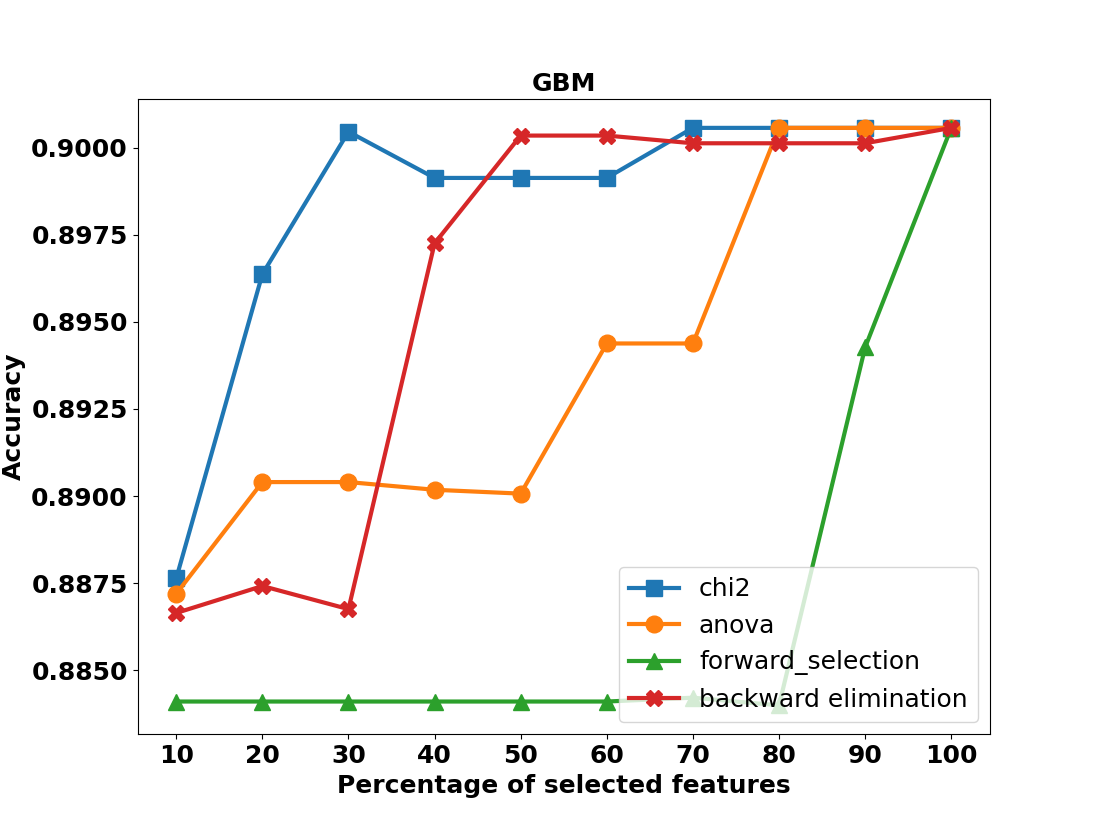 GBM
0.9000
0.8975
0.8950
0.8925
0.8900
0.8875
0.8850
Accuracy
chi2
anova
forward_selection
backward elimination
10 20 30 40 50 60 70 80 90 100
Percentage of selected features